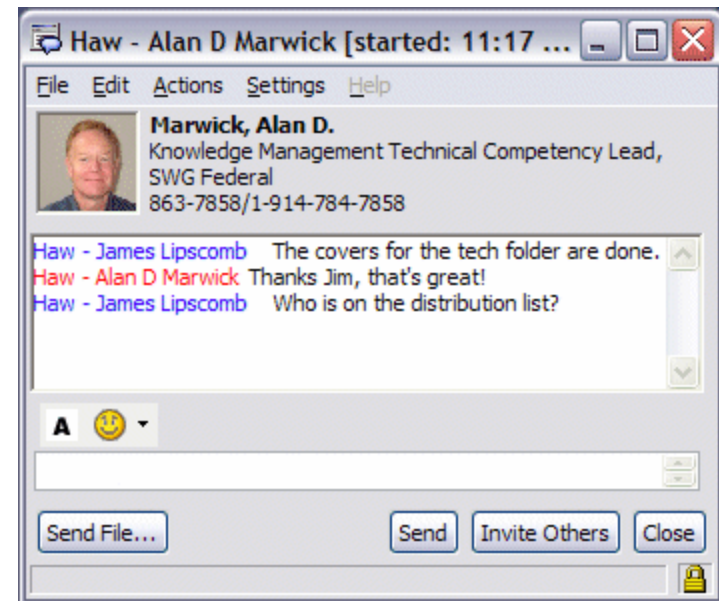 Haw - Alan D Marwick [started: 11:17 ...
File Edit Actions Settings Help
Marwick, Alan D.
Knowledge Management Technical Competency Lead,
SWG Federal
863-7858/1-914-784-7858
Haw - James Lipscomb The covers for the tech folder are done.
Haw - Alan D Marwick Thanks Jim, that's great!
Haw - James Lipscomb Who is on the distribution list?
A
Send File... Send Invite Others Close